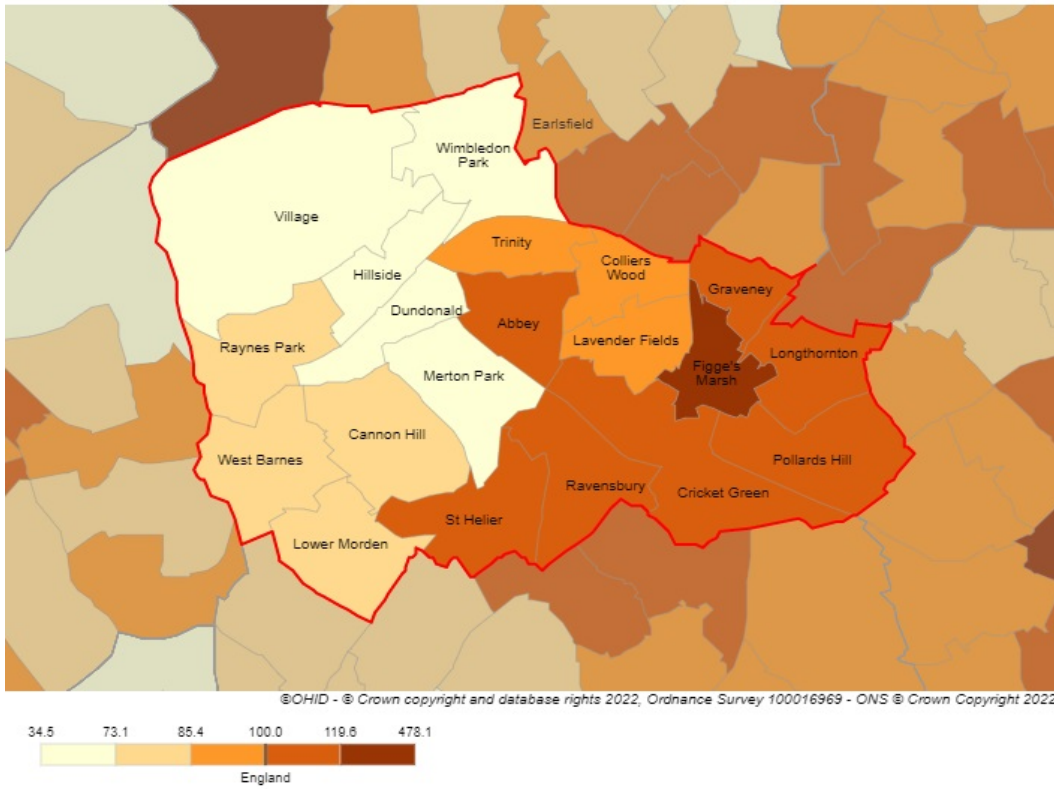 Earlsfield
Wimbledon
Park
Village
Trinity
Colliers
Wood
Hillside
Graveney
Dundonald
Abbey
Raynes Park
Lavender Fields
Longthornton
Merton Park
Figge's
Marsh
Cannon Hill
West Barnes
Pollards Hill
Ravensbury
Cricket Green
St Helier
Lower Morden
©OHID - © Crown copyright and database rights 2022, Ordnance Survey 100016969 - ONS © Crown Copyright 2022
34.5 73.1 85.4 100.0 119.6 478.1
England